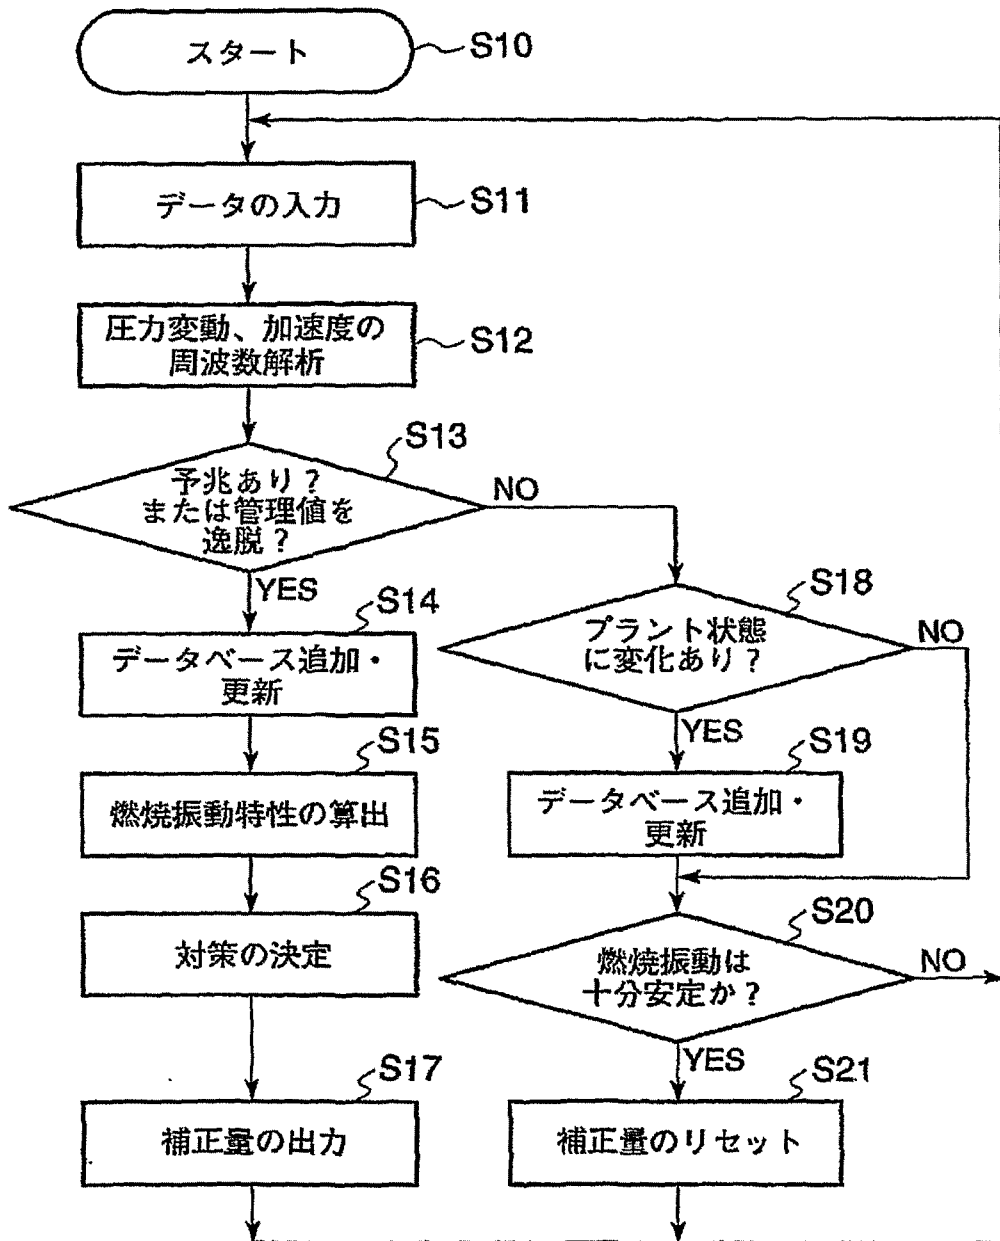 スタート
S10
データの入力
S11
圧力変動、加速度の
周波数解析
S12
S13
予兆あり？
または管理値を
逸脱？
NO
YES
S14
データベース追加・
更新
S15
燃焼振動特性の算出
S16
対策の決定
S17
補正量の出力
S18
プラント状態
に変化あり？
NO
YES
S19
データベース追加・
更新
S20
燃焼振動は
十分安定か？
NO
YES
S21
補正量のリセット